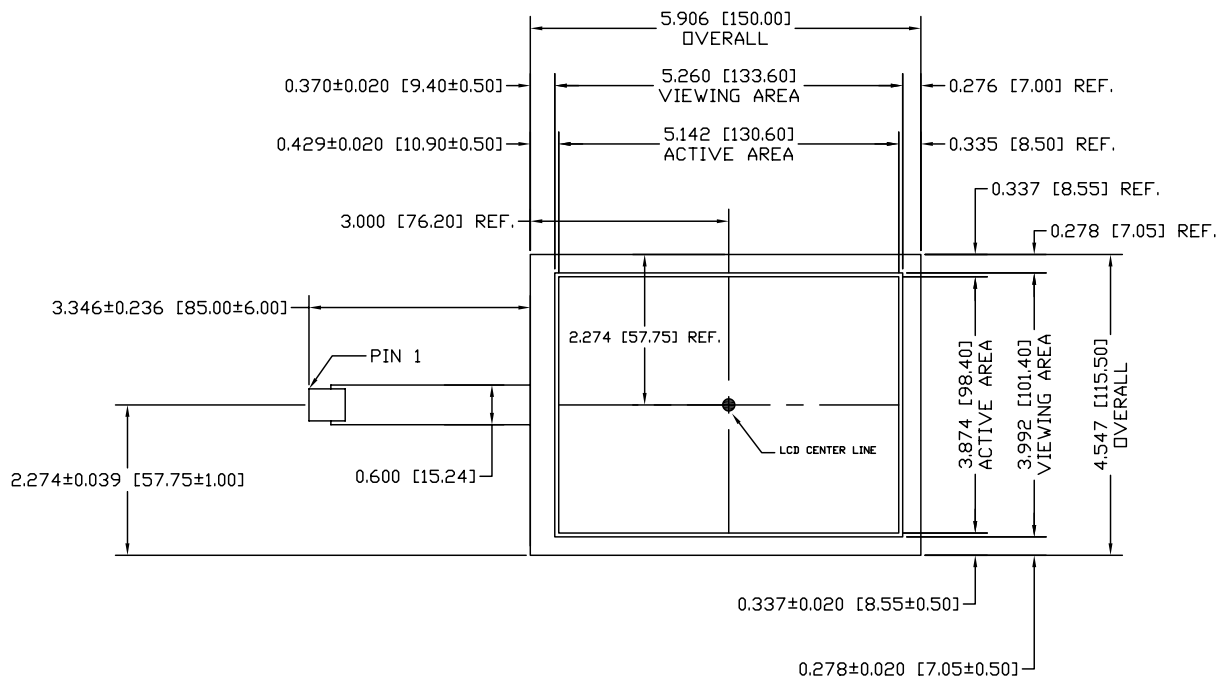 5.906 [150.00]
OVERALL
0.370±0.020 [9.40±0.50]
5.260 [133.60]
VIEWING AREA
0.276 [7.00] REF.
0.429±0.020 [10.90±0.50]
5.142 [130.60]
ACTIVE AREA
0.335 [8.50] REF.
0.337 [8.55] REF.
3.000 [76.20] REF.
0.278 [7.05] REF.
3.346±0.236 [85.00±6.00]
2.274 [57.75] REF.
PIN 1
3.874 [98.40]
ACTIVE AREA
3.992 [101.40]
VIEWING AREA
4.547 [115.50]
OVERALL
LCD CENTER LINE
2.274±0.039 [57.75±1.00]
0.600 [15.24]
0.337±0.020 [8.55±0.50]
0.278±0.020 [7.05±0.50]